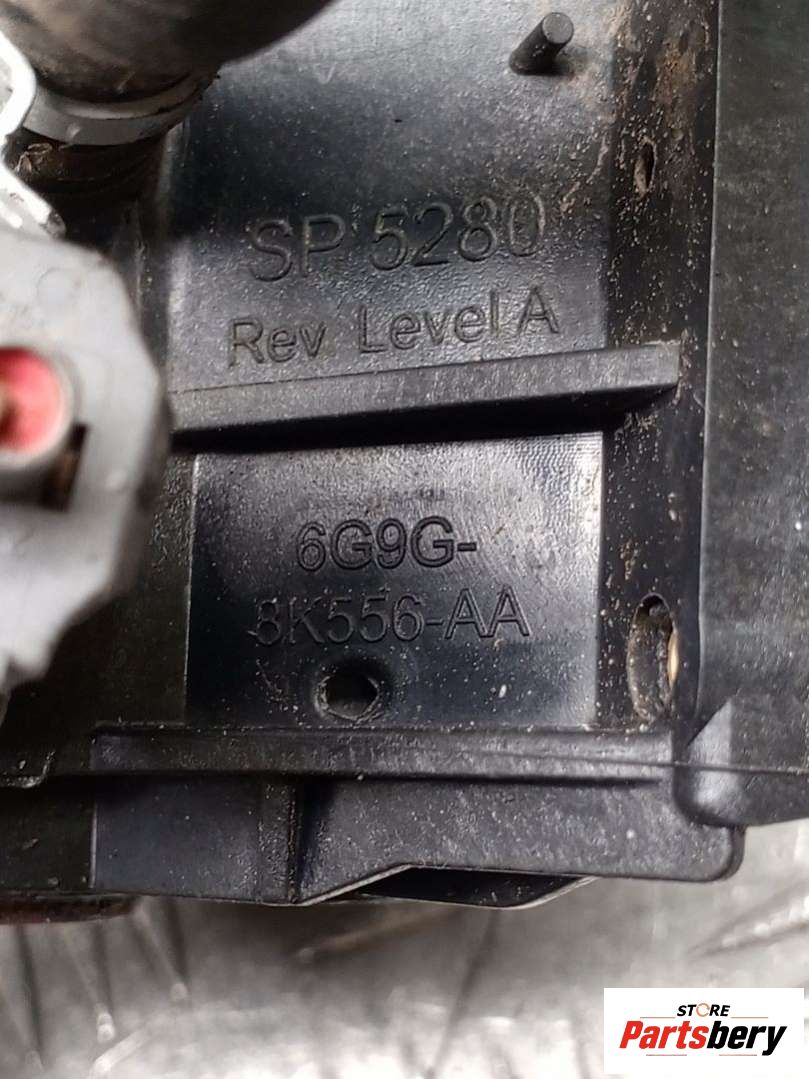 SP 5280
Rev Level A
6G9G-
8K556-AA
STORE
Partsbery